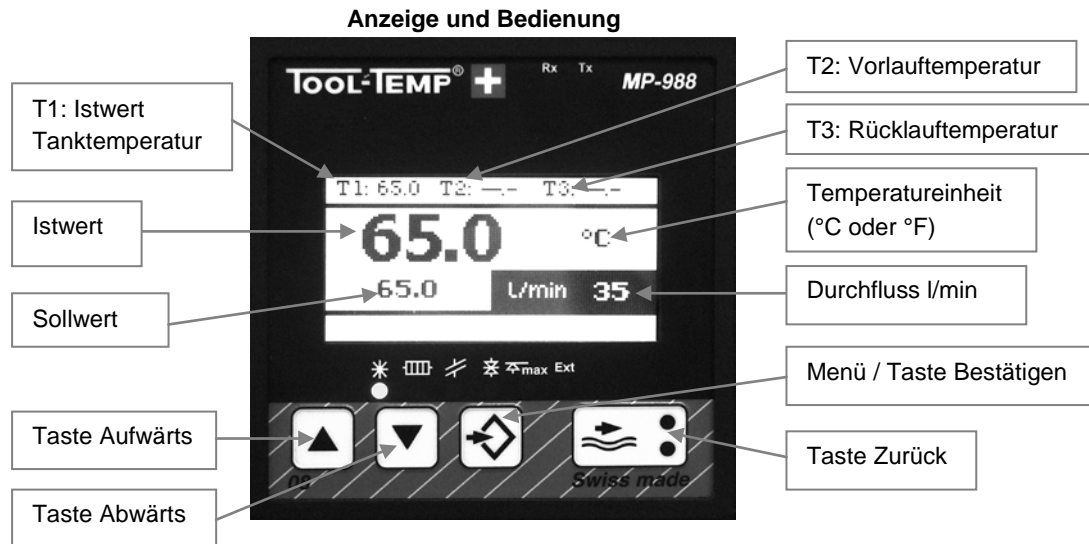 Anzeige und Bedienung
T1: Istwert
Tanktemperatur
Istwert
Sollwert
Taste Aufwärts
Taste Abwärts
TOOL-TEMP®
Rx Tx
MP-988
T1: 65.0 T2: —.– T3: —.–
65.0 °C
65.0 L/min 35
max Ext
08 Swiss made
T2: Vorlauftemperatur
T3: Rücklauftemperatur
Temperatureinheit
(°C oder °F)
Durchfluss l/min
Menü / Taste Bestätigen
Taste Zurück